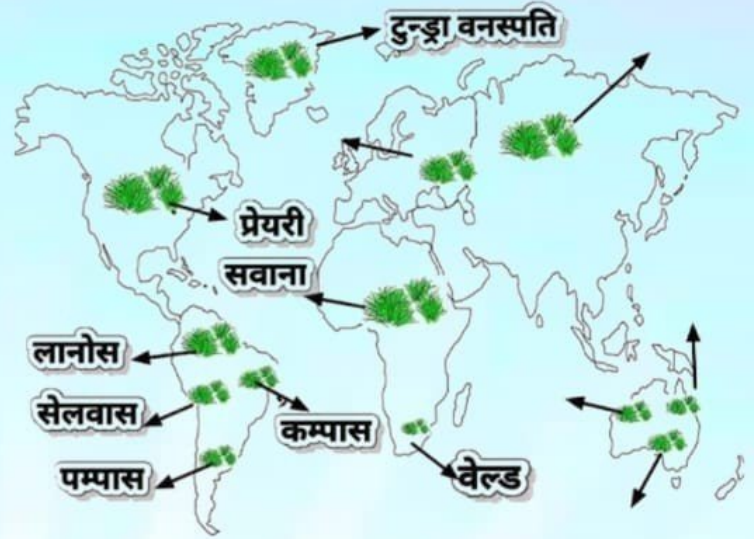 टुन्ड्रा वनस्पति
प्रेयरी
सवाना
लानोस
सेलवास
कम्पास
पम्पास
वेल्ड